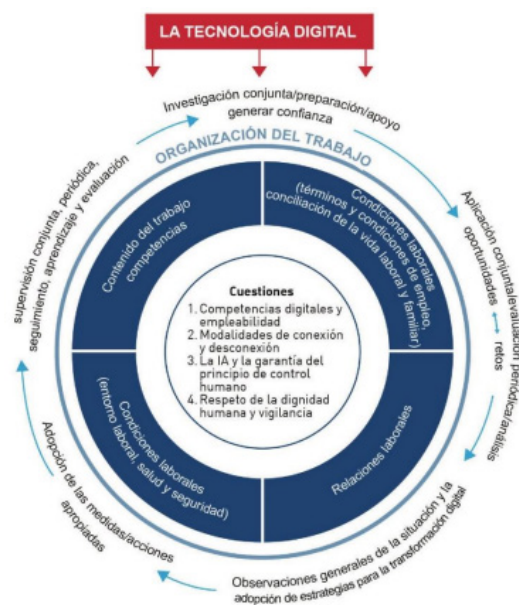 LA TECNOLOGÍA DIGITAL
Investigación conjunta/preparación/apoyo
generar confianza
ORGANIZACIÓN DEL TRABAJO
Aplicación conjunta/evaluación periódica/análisis
oportunidades
retos
Observaciones generales de la situación y la
adopción de estrategias para la transformación digital
Adopción de las medidas/acciones
apropiadas
supervisión conjunta, periódica,
seguimiento, aprendizaje y evaluación
Contenido del trabajo
competencias
Condiciones laborales
(términos y condiciones de empleo,
conciliación de la vida laboral y familiar)
Relaciones laborales
Condiciones laborales
(entorno laboral, salud y seguridad)
Cuestiones
1. Competencias digitales y
empleabilidad
2. Modalidades de conexión
y desconexión
3. La IA y la garantía del
principio de control
humano
4. Respeto de la dignidad
humana y vigilancia